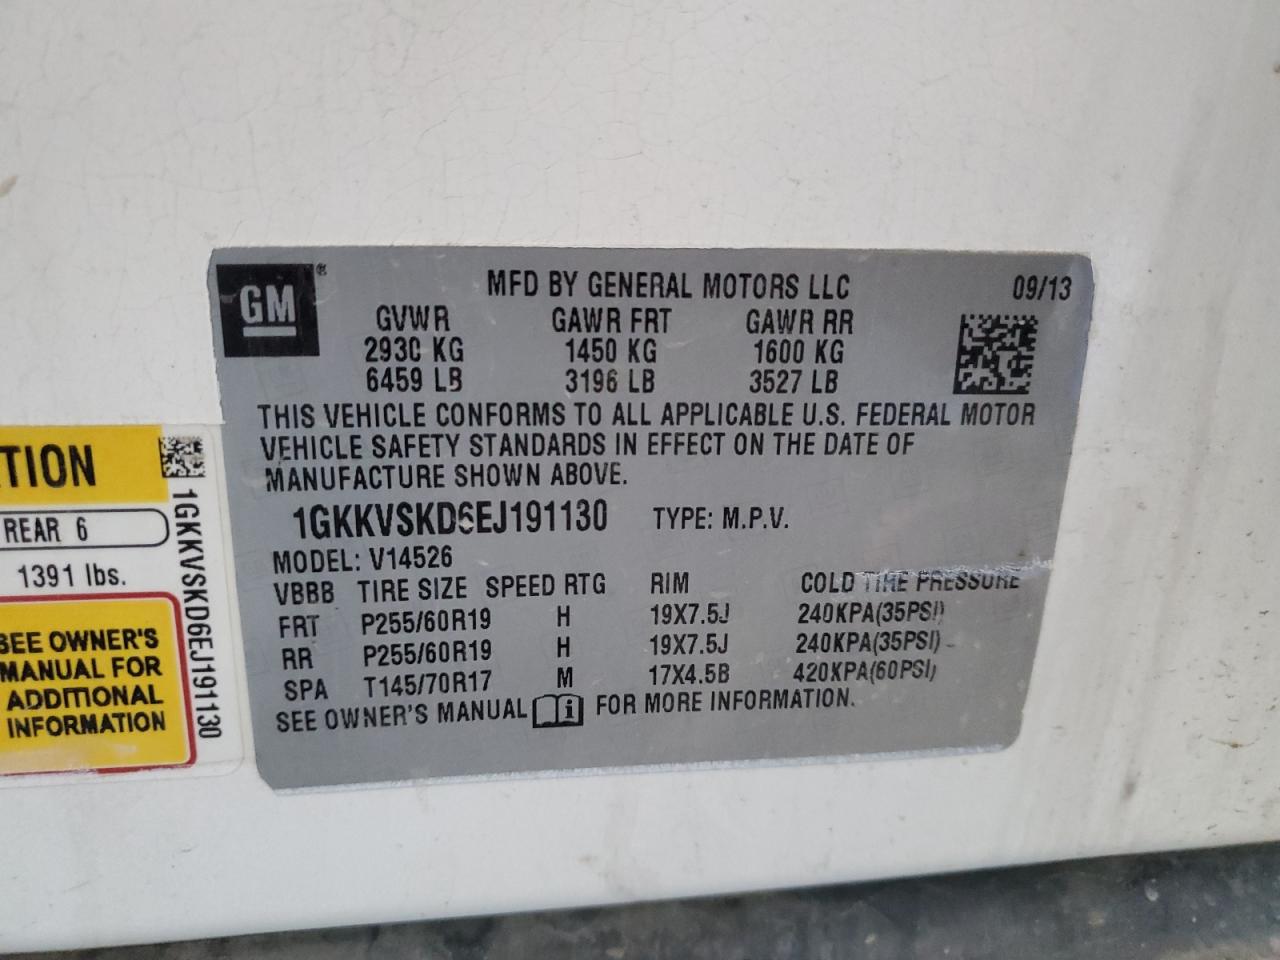 GM®
MFD BY GENERAL MOTORS LLC 09/13
GVWR GAWR FRT GAWR RR
2930 KG 1450 KG 1600 KG
6459 LB 3196 LB 3527 LB
THIS VEHICLE CONFORMS TO ALL APPLICABLE U.S. FEDERAL MOTOR
VEHICLE SAFETY STANDARDS IN EFFECT ON THE DATE OF
MANUFACTURE SHOWN ABOVE.
1GKKVSKD6EJ191130 TYPE: M.P.V.
MODEL: V14526
VBBB TIRE SIZE SPEED RTG RIM COLD TIRE PRESSURE
FRT P255/60R19 H 19X7.5J 240KPA(35PSI)
RR P255/60R19 H 19X7.5J 240KPA(35PSI)
SPA T145/70R17 M 17X4.5B 420KPA(60PSI)
SEE OWNER'S MANUAL i FOR MORE INFORMATION.
TION
REAR 6
1391 lbs.
SEE OWNER'S
MANUAL FOR
ADDITIONAL
INFORMATION
1GKKVSKD6EJ191130